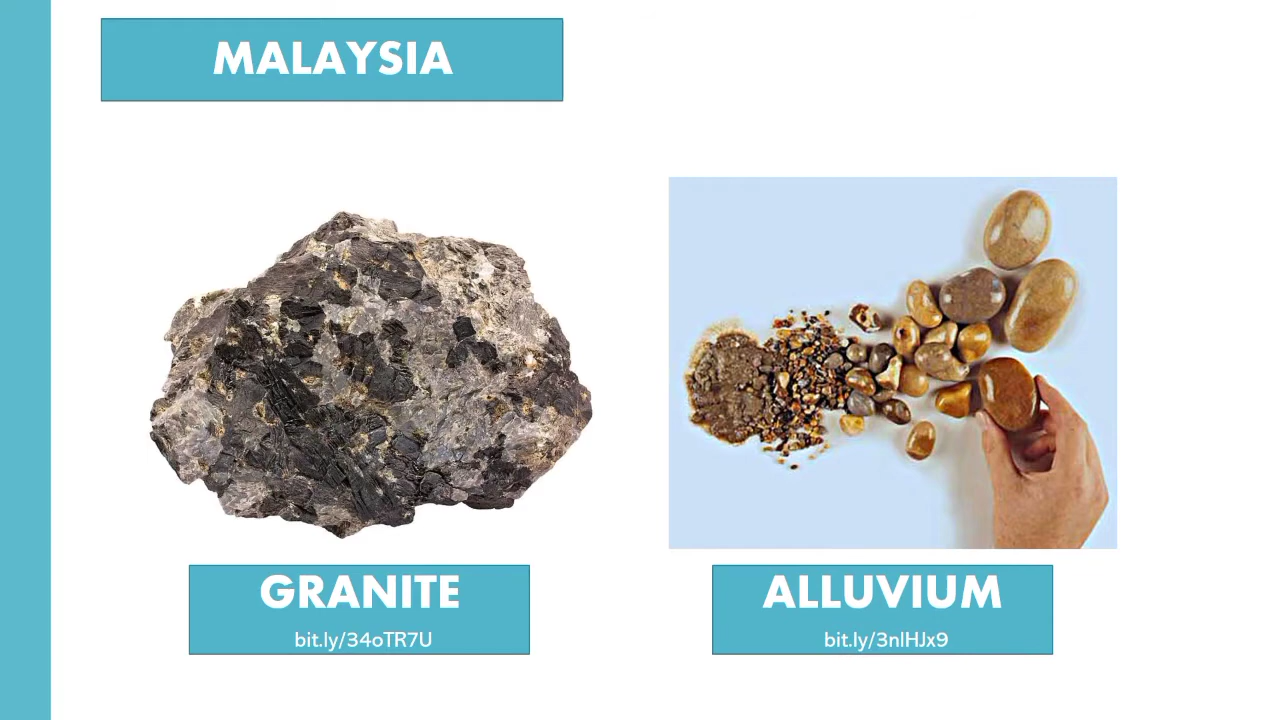 MALAYSIA
GRANITE
bit.ly/34oTR7U
ALLUVIUM
bit.ly/3nlHJx9